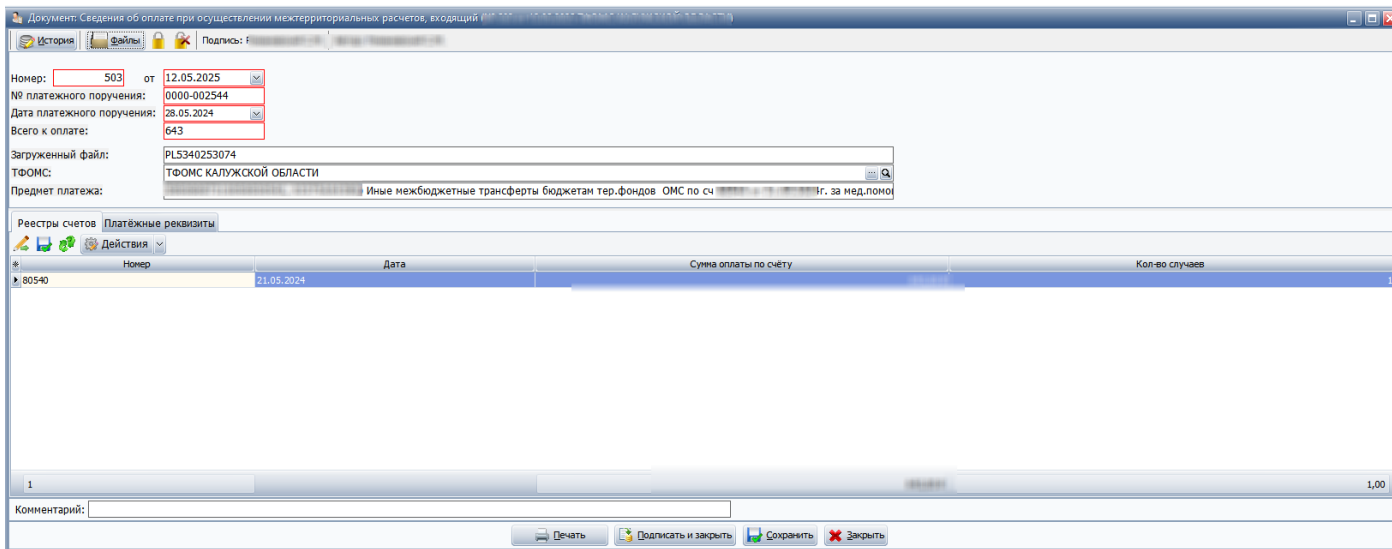 Документ: Сведения об оплате при осуществлении межтерриториальных расчетов, входящий (
История Файлы Подпись:
Номер: 503 от 12.05.2025
№ платежного поручения: 0000-002544
Дата платежного поручения: 28.05.2024
Всего к оплате: 643
Загруженный файл: PL5340253074
ТФОМС: ТФОМС КАЛУЖСКОЙ ОБЛАСТИ
Предмет платежа: Иные межбюджетные трансферты бюджетам тер.фондов ОМС по сч г. за мед.помо
Реестры счетов Платёжные реквизиты
Действия
Номер Дата Сумма оплаты по счёту Кол-во случаев
80540 21.05.2024 1
1 1,00
Комментарий:
Печать Подписать и закрыть Сохранить Закрыть